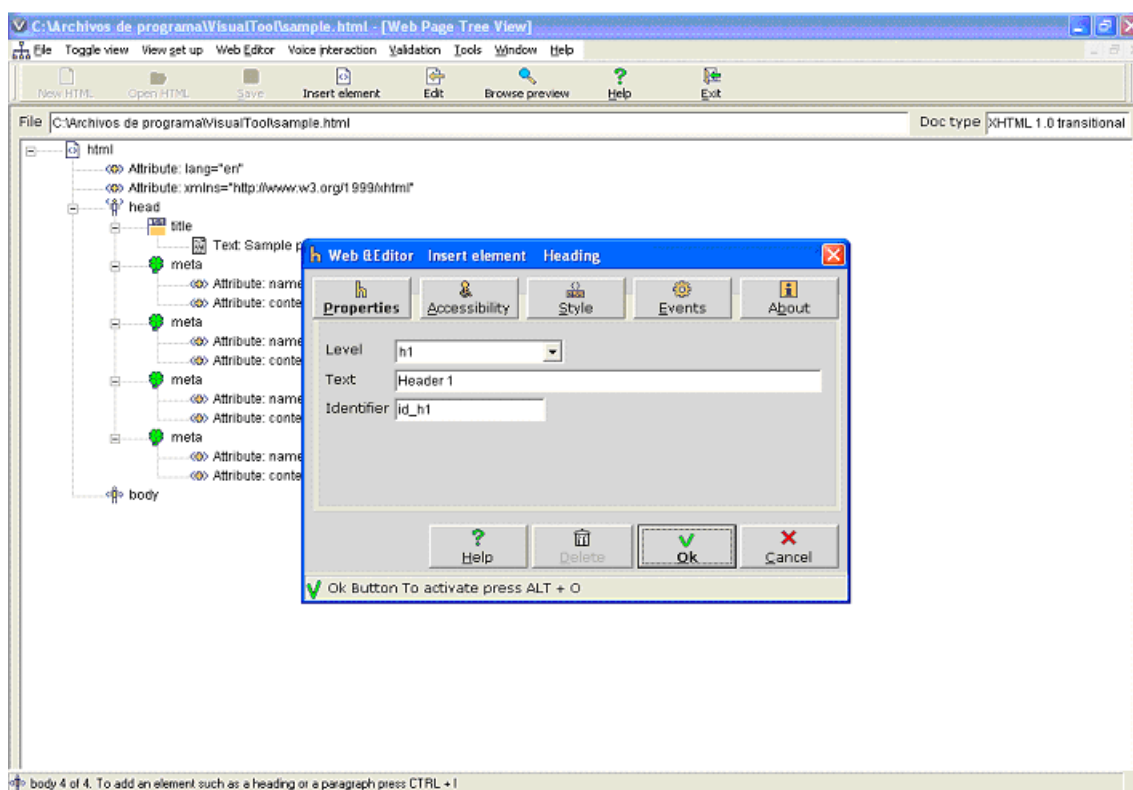 C:\Archivos de programa\VisualTool\sample.html - [Web Page Tree View]
File Toggle view View set up Web Editor Voice interaction Validation Tools Window Help
New HTML Open HTML Save Insert element Edit Browse preview Help Exit
File C:\Archivos de programa\VisualTool\sample.html Doc type XHTML 1.0 transitional
html
Attribute: lang="en"
Attribute: xmlns="http://www.w3.org/1999/xhtml"
head
title
Text: Sample p
meta
Attribute: name
Attribute: conte
meta
Attribute: name
Attribute: conte
meta
Attribute: name
Attribute: conte
meta
Attribute: name
Attribute: conte
body
h Web &Editor Insert element Heading
Properties Accessibility Style Events About
Level h1
Text Header 1
Identifier id_h1
Help Delete Ok Cancel
Ok Button To activate press ALT + O
body 4 of 4. To add an element such as a heading or a paragraph press CTRL + I